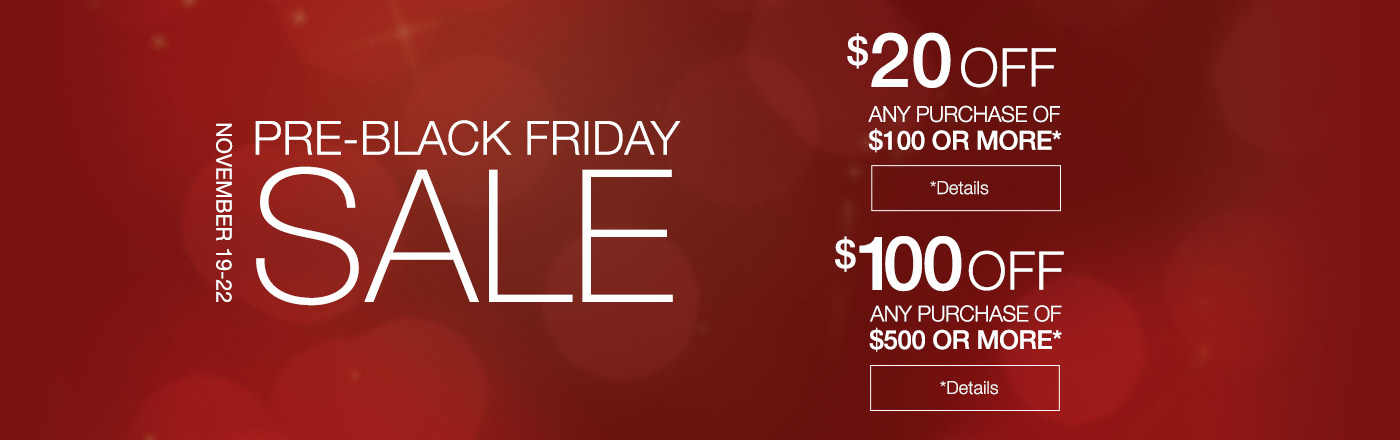 NOVEMBER 19-22
PRE-BLACK FRIDAY
SALE
$20 OFF
ANY PURCHASE OF
$100 OR MORE*
*Details
$100 OFF
ANY PURCHASE OF
$500 OR MORE*
*Details